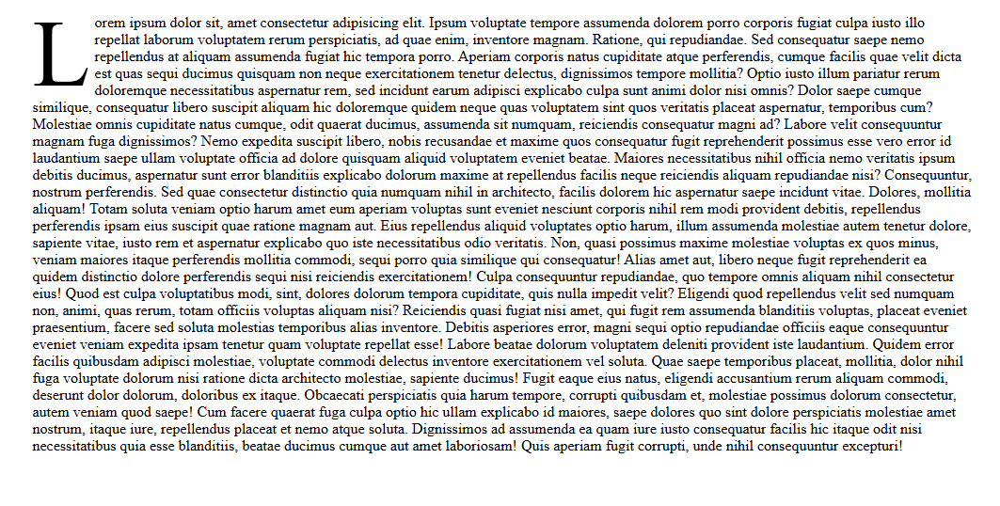 Lorem ipsum dolor sit, amet consectetur adipisicing elit. Ipsum voluptate tempore assumenda dolorem porro corporis fugiat culpa iusto illo
repellat laborum voluptatem rerum perspiciatis, ad quae enim, inventore magnam. Ratione, qui repudiandae. Sed consequatur saepe nemo
repellendus at aliquam assumenda fugiat hic tempora porro. Aperiam corporis natus cupiditate atque perferendis, cumque facilis quae velit dicta
est quas sequi ducimus quisquam non neque exercitationem tenetur delectus, dignissimos tempore mollitia? Optio iusto illum pariatur rerum
doloremque necessitatibus aspernatur rem, sed incidunt earum adipisci explicabo culpa sunt animi dolor nisi omnis? Dolor saepe cumque
similique, consequatur libero suscipit aliquam hic doloremque quidem neque quas voluptatem sint quos veritatis placeat aspernatur, temporibus cum?
Molestiae omnis cupiditate natus cumque, odit quaerat ducimus, assumenda sit numquam, reiciendis consequatur magni ad? Labore velit consequuntur
magnam fuga dignissimos? Nemo expedita suscipit libero, nobis recusandae et maxime quos consequatur fugit reprehenderit possimus esse vero error id
laudantium saepe ullam voluptate officia ad dolore quisquam aliquid voluptatem eveniet beatae. Maiores necessitatibus nihil officia nemo veritatis ipsum
debitis ducimus, aspernatur sunt error blanditiis explicabo dolorum maxime at repellendus facilis neque reiciendis aliquam repudiandae nisi? Consequuntur,
nostrum perferendis. Sed quae consectetur distinctio quia numquam nihil in architecto, facilis dolorem hic aspernatur saepe incidunt vitae. Dolores, mollitia
aliquam! Totam soluta veniam optio harum amet eum aperiam voluptas sunt eveniet nesciunt corporis nihil rem modi provident debitis, repellendus
perferendis ipsam eius suscipit quae ratione magnam aut. Eius repellendus aliquid voluptates optio harum, illum assumenda molestiae autem tenetur dolore,
sapiente vitae, iusto rem et aspernatur explicabo quo iste necessitatibus odio veritatis. Non, quasi possimus maxime molestiae voluptas ex quos minus,
veniam maiores itaque perferendis mollitia commodi, sequi porro quia similique qui consequatur! Alias amet aut, libero neque fugit reprehenderit ea
quidem distinctio dolore perferendis sequi nisi reiciendis exercitationem! Culpa consequuntur repudiandae, quo tempore omnis aliquam nihil consectetur
eius! Quod est culpa voluptatibus modi, sint, dolores dolorum tempora cupiditate, quis nulla impedit velit? Eligendi quod repellendus velit sed numquam
non, animi, quas rerum, totam officiis voluptas aliquam nisi? Reiciendis quasi fugiat nisi amet, qui fugit rem assumenda blanditiis voluptas, placeat eveniet
praesentium, facere sed soluta molestias temporibus alias inventore. Debitis asperiores error, magni sequi optio repudiandae officiis eaque consequuntur
eveniet veniam expedita ipsam tenetur quam voluptate repellat esse! Labore beatae dolorum voluptatem deleniti provident iste laudantium. Quidem error
facilis quibusdam adipisci molestiae, voluptate commodi delectus inventore exercitationem vel soluta. Quae saepe temporibus placeat, mollitia, dolor nihil
fuga voluptate dolorum nisi ratione dicta architecto molestiae, sapiente ducimus! Fugit eaque eius natus, eligendi accusantium rerum aliquam commodi,
deserunt dolor dolorum, doloribus ex itaque. Obcaecati perspiciatis quia harum tempore, corrupti quibusdam et, molestiae possimus dolorum consectetur,
autem veniam quod saepe! Cum facere quaerat fuga culpa optio hic ullam explicabo id maiores, saepe dolores quo sint dolore perspiciatis molestiae amet
nostrum, itaque iure, repellendus placeat et nemo atque soluta. Dignissimos ad assumenda ea quam iure iusto consequatur facilis hic itaque odit nisi
necessitatibus quia esse blanditiis, beatae ducimus cumque aut amet laboriosam! Quis aperiam fugit corrupti, unde nihil consequuntur excepturi!